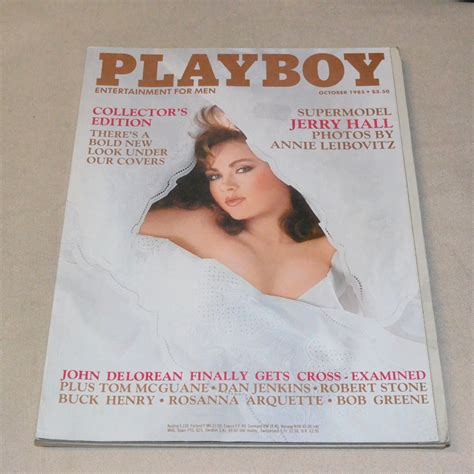 PLAYBOY
ENTERTAINMENT FOR MEN
OCTOBER 1985 • $3.50
COLLECTOR'S
EDITION
THERE'S A
BOLD NEW
LOOK UNDER
OUR COVERS
SUPERMODEL
JERRY HALL
PHOTOS BY
ANNIE LEIBOVITZ
JOHN DELOREAN FINALLY GETS CROSS-EXAMINED
PLUS TOM MCGUANE • DAN JENKINS • ROBERT STONE
BUCK HENRY • ROSANNA ARQUETTE • BOB GREENE